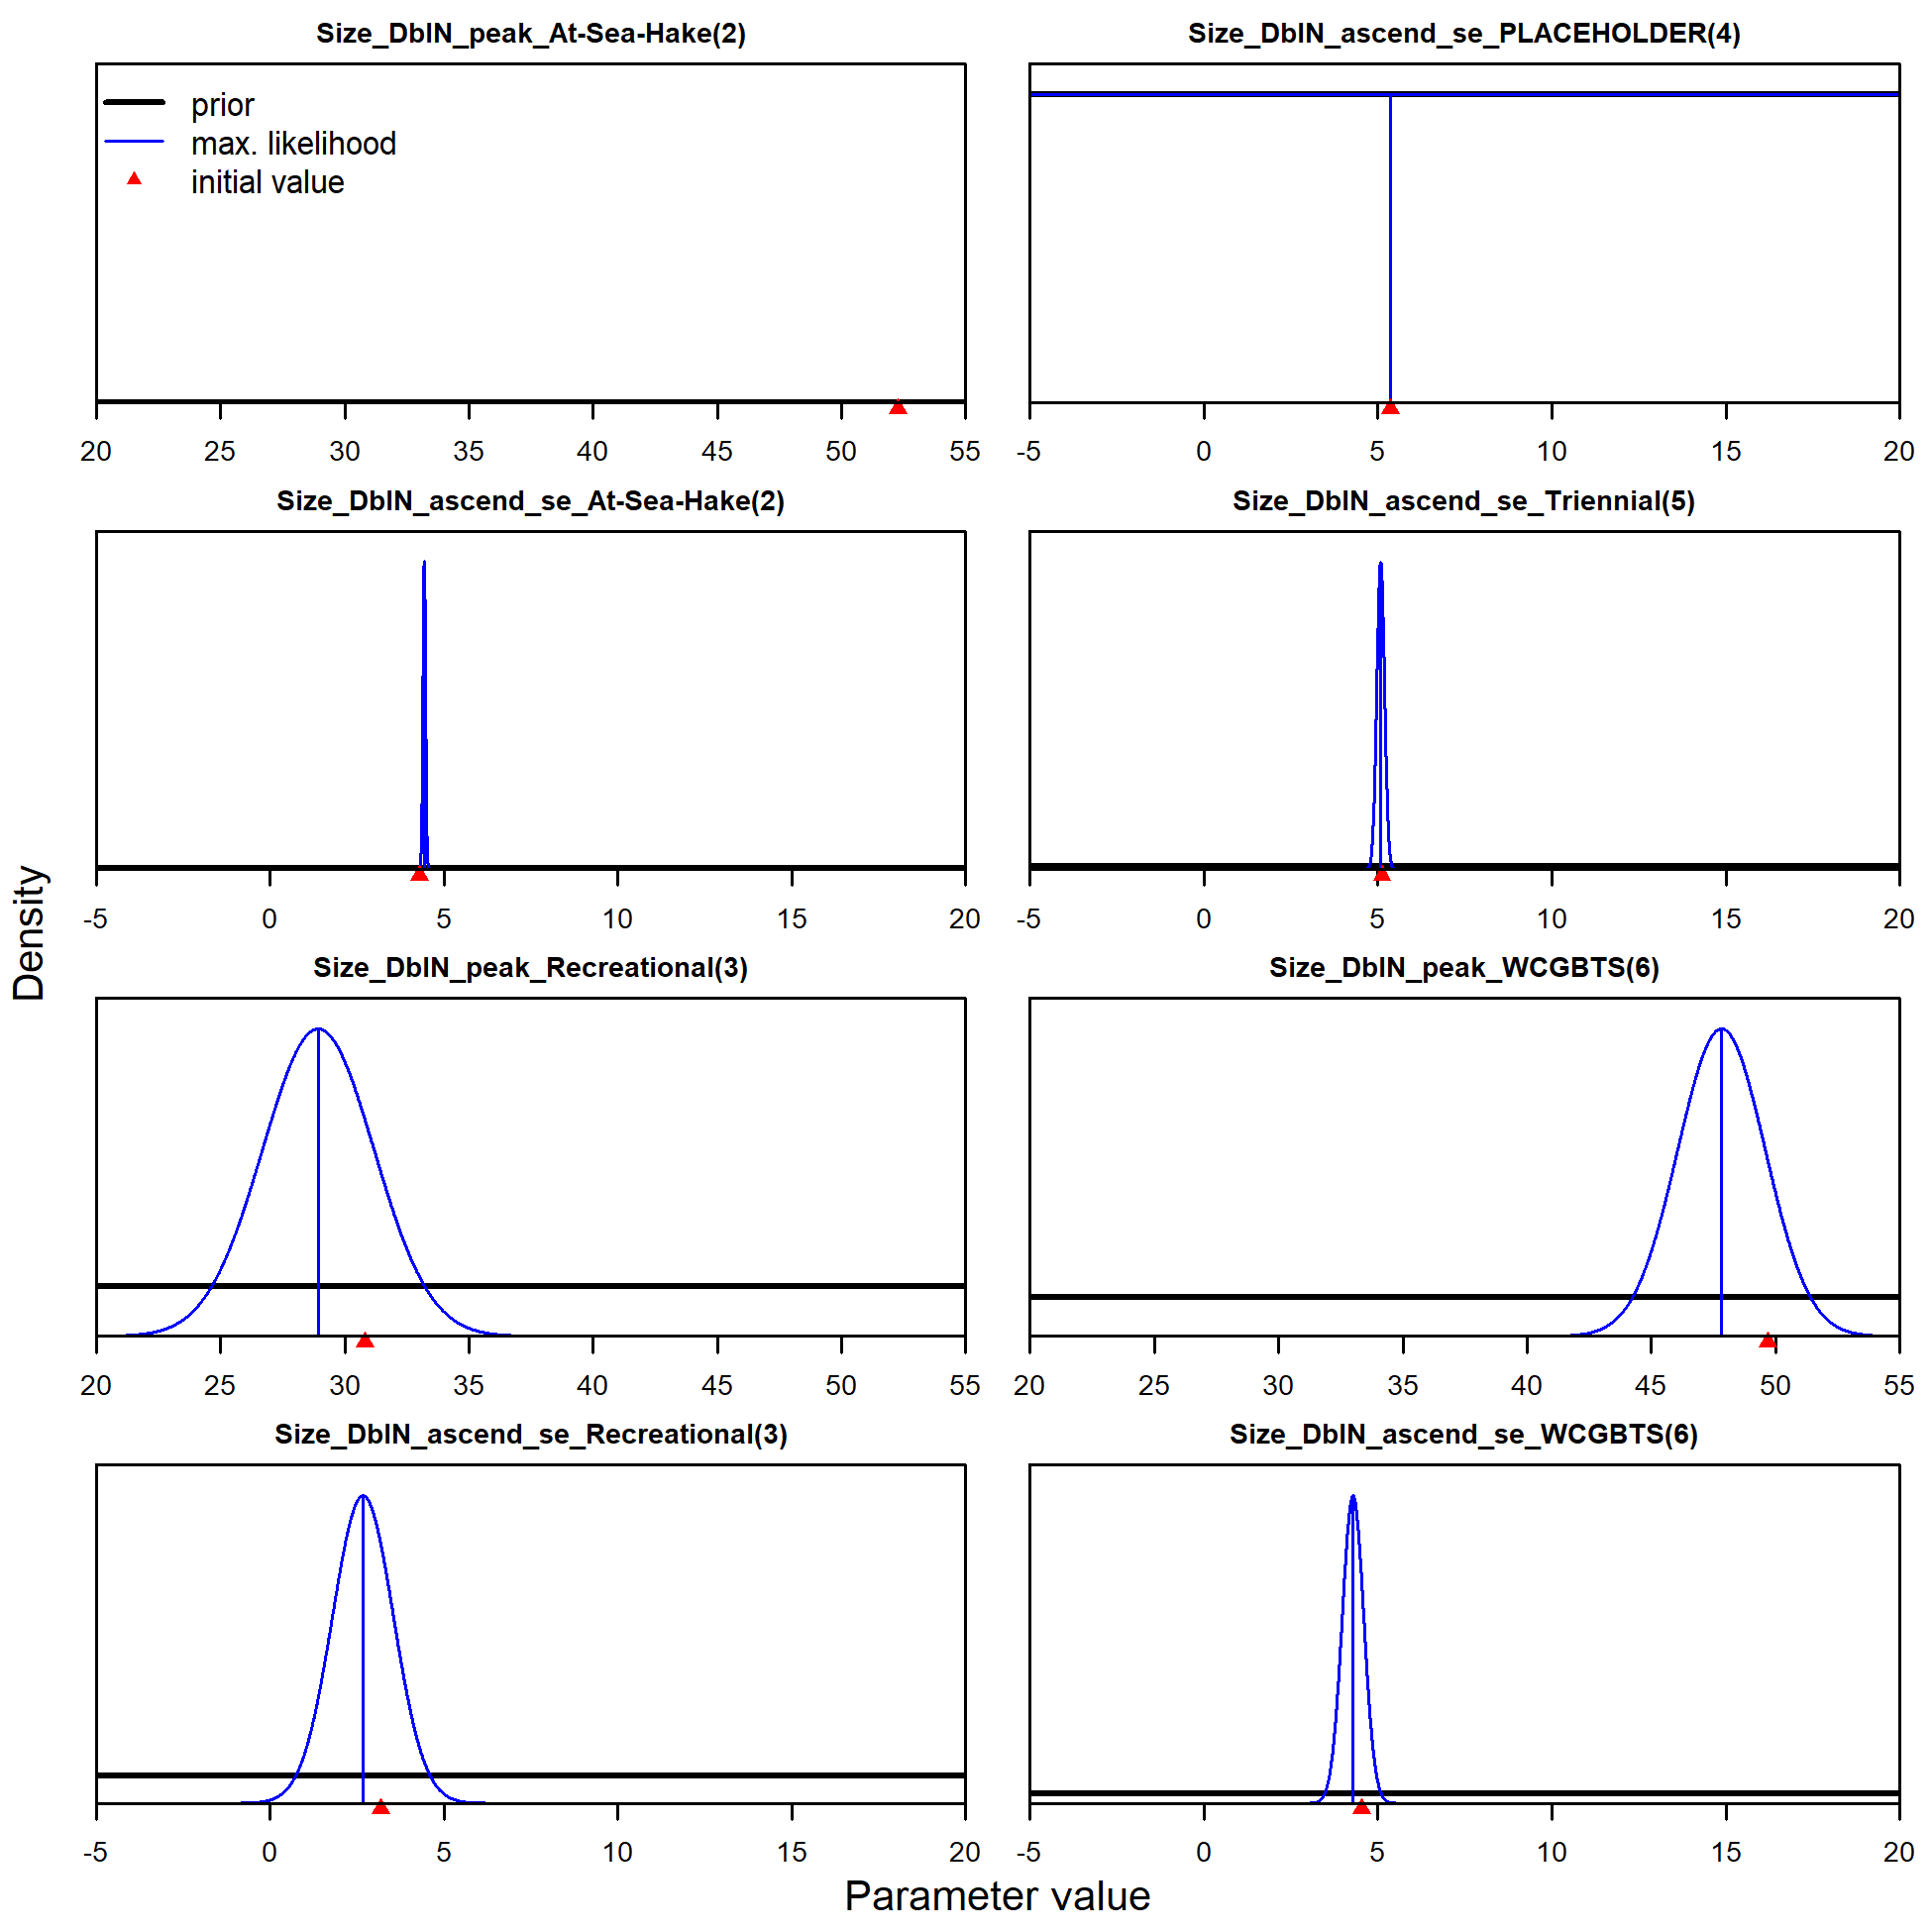 Size_DblN_peak_At-Sea-Hake(2)
prior
max. likelihood
initial value
20 25 30 35 40 45 50 55
Size_DblN_ascend_se_PLACEHOLDER(4)
-5 0 5 10 15 20
Size_DblN_ascend_se_At-Sea-Hake(2)
-5 0 5 10 15 20
Size_DblN_ascend_se_Triennial(5)
-5 0 5 10 15 20
Size_DblN_peak_Recreational(3)
20 25 30 35 40 45 50 55
Size_DblN_peak_WCGBTS(6)
20 25 30 35 40 45 50 55
Size_DblN_ascend_se_Recreational(3)
-5 0 5 10 15 20
Size_DblN_ascend_se_WCGBTS(6)
-5 0 5 10 15 20
Density
Parameter value